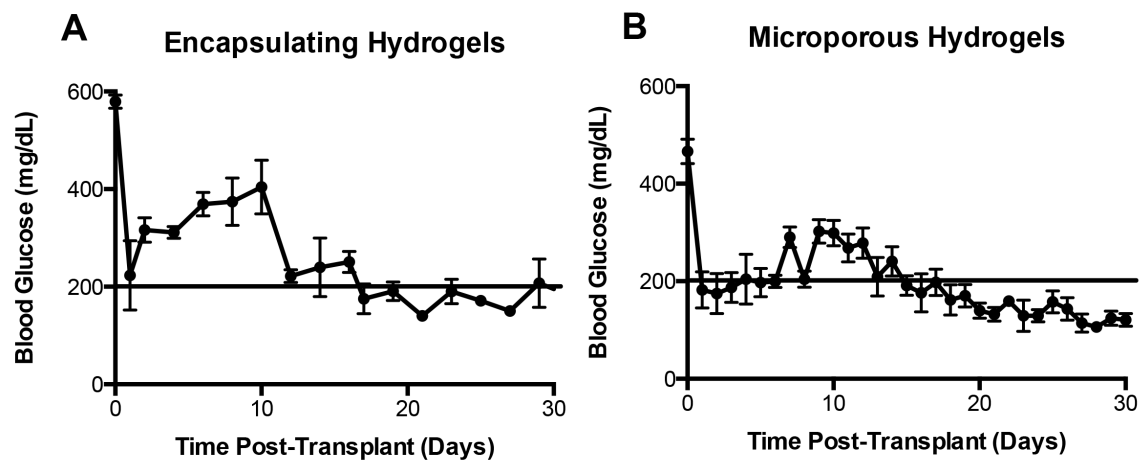 A
Encapsulating Hydrogels
Blood Glucose (mg/dL)
600
400
200
0
0
10
20
30
Time Post-Transplant (Days)
B
Microporous Hydrogels
Blood Glucose (mg/dL)
600
400
200
0
0
10
20
30
Time Post-Transplant (Days)